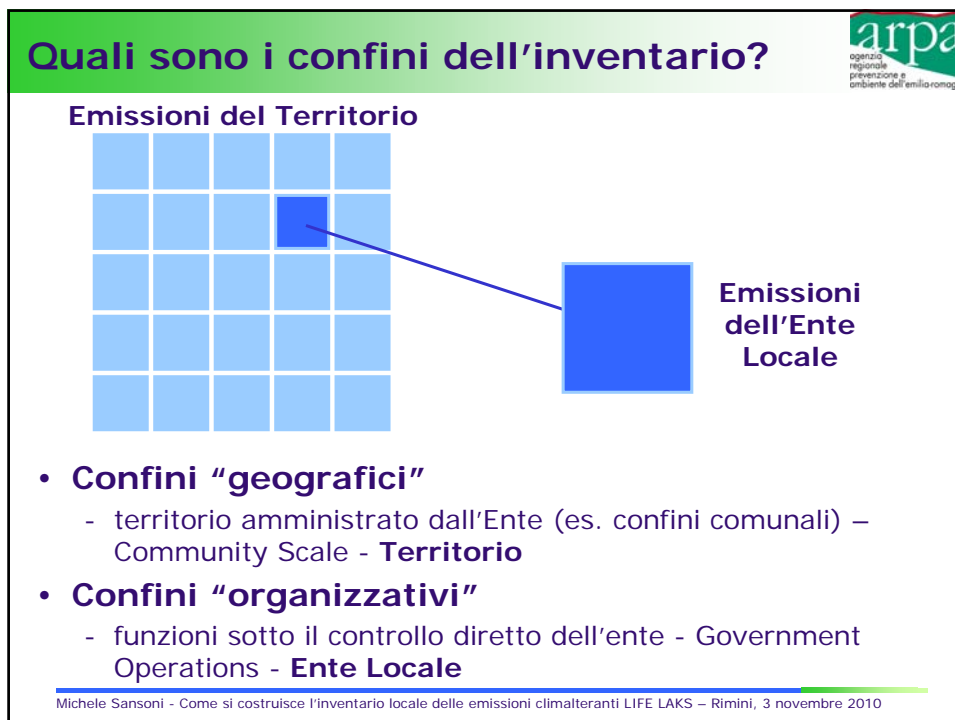 Quali sono i confini dell'inventario?
arpa
agenzia
regionale
prevenzione e
ambiente dell'emilia-romag
Emissioni del Territorio
Emissioni
dell'Ente
Locale
• Confini “geografici”
- territorio amministrato dall'Ente (es. confini comunali) –
Community Scale - Territorio
• Confini “organizzativi”
- funzioni sotto il controllo diretto dell'ente - Government
Operations - Ente Locale
Michele Sansoni - Come si costruisce l'inventario locale delle emissioni climalteranti LIFE LAKS – Rimini, 3 novembre 2010